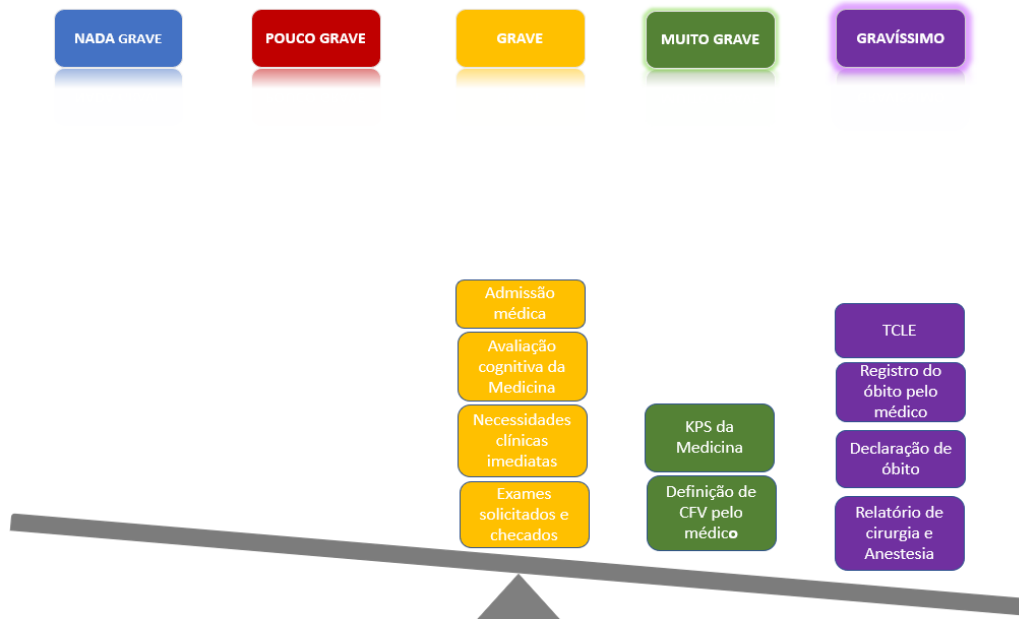 NADA GRAVE
POUCO GRAVE
GRAVE
MUITO GRAVE
GRAVÍSSIMO
Admissão
médica
Avaliação
cognitiva da
Medicina
Necessidades
clínicas
imediatas
Exames
solicitados e
checados
KPS da
Medicina
Definição de
CFV pelo
médico
TCLE
Registro do
óbito pelo
médico
Declaração de
óbito
Relatório de
cirurgia e
Anestesia